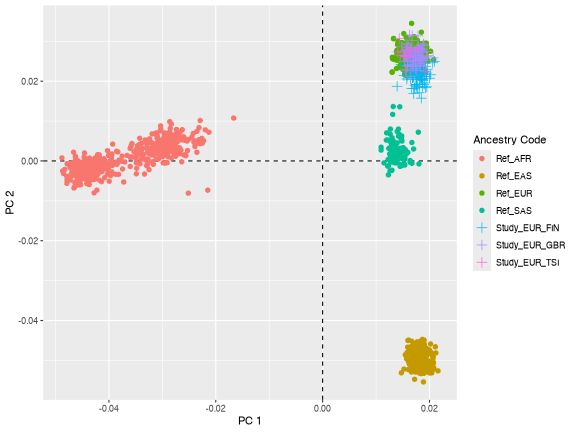 0.02
0.00
-0.02
-0.04
PC 2
-0.04
-0.02
0.00
0.02
PC 1
Ancestry Code
Ref_AFR
Ref_EAS
Ref_EUR
Ref_SAS
Study_EUR_FIN
Study_EUR_GBR
Study_EUR_TSI